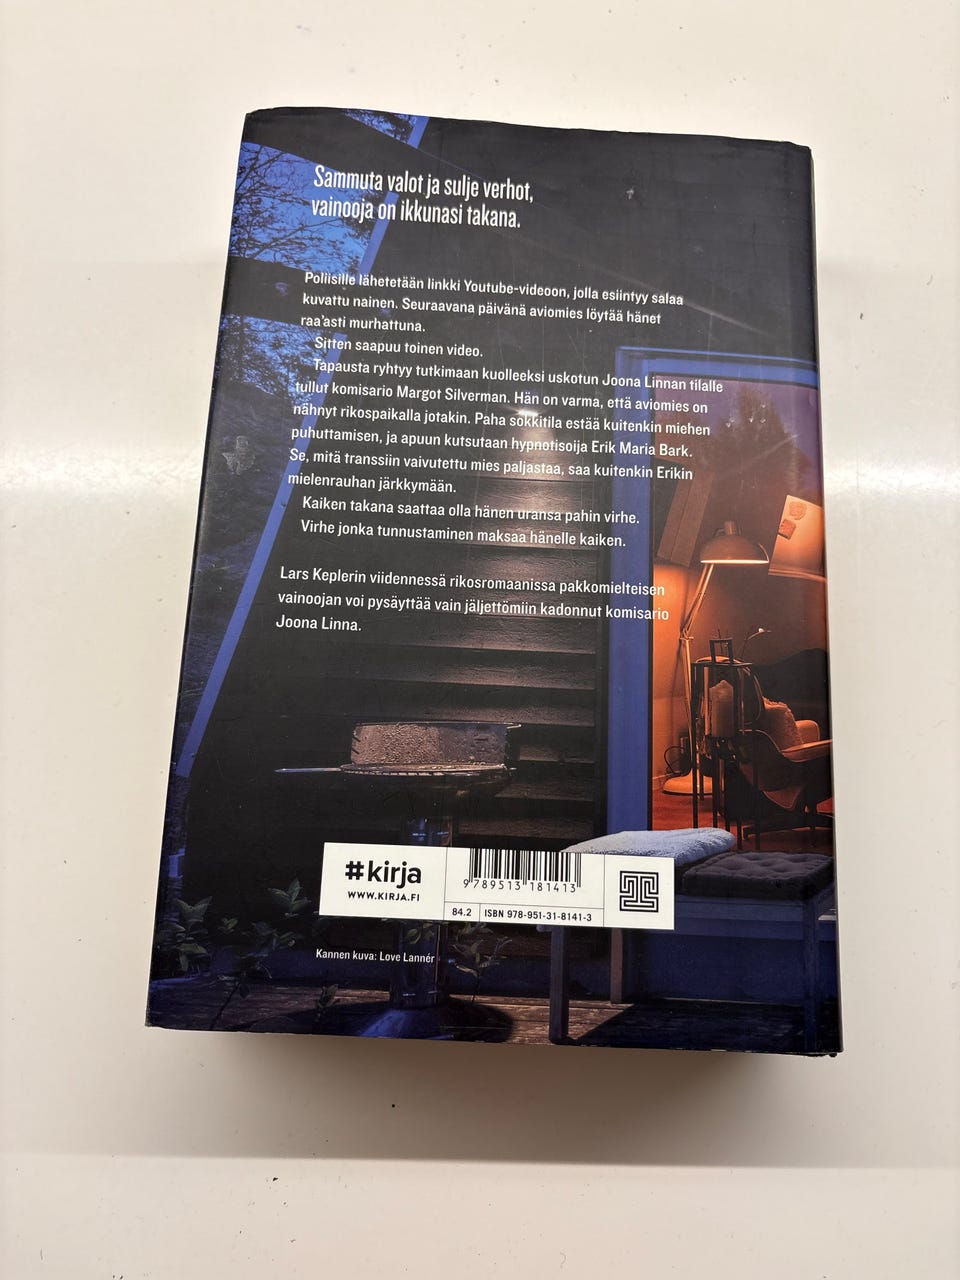 Sammuta valot ja sulje verhot,
vainooja on ikkunasi takana.
Poliisille lähetetään linkki Youtube-videoon, jolla esiintyy salaa
kuvattu nainen. Seuraavana päivänä aviomies löytää hänet
raa'asti murhattuna.
Sitten saapuu toinen video.
Tapausta ryhtyy tutkimaan kuolleeksi uskotun Joona Linnan tilalle
tullut komisario Margot Silverman. Hän on varma, että aviomies on
nähnyt rikospaikalla jotakin. Paha sokkitila estää kuitenkin miehen
puhuttamisen, ja apuun kutsutaan hypnotisoija Erik Maria Bark.
Se, mitä transsiin vaivutettu mies paljastaa, saa kuitenkin Erikin
mielenrauhan järkkymään.
Kaiken takana saattaa olla hänen uransa pahin virhe.
Virhe jonka tunnustaminen maksaa hänelle kaiken.
Lars Keplerin viidennessä rikosromaanissa pakkomielteisen
vainoojan voi pysäyttää vain jäljettömiin kadonnut komisario
Joona Linna.
#kirja
WWW.KIRJA.FI
9 789513 181413
84.2 ISBN 978-951-31-8141-3
Kannen kuva: Love Lannér